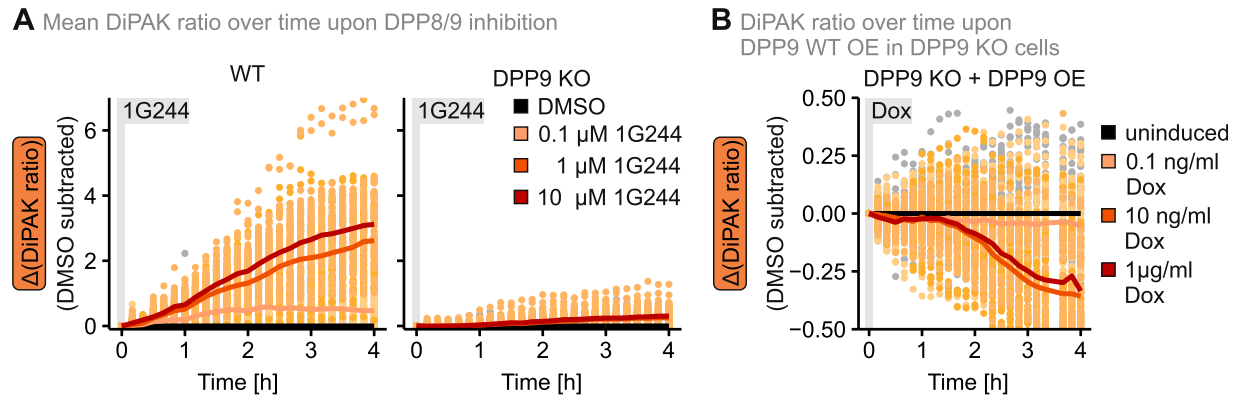 A Mean DiPAK ratio over time upon DPP8/9 inhibition
WT
DPP9 KO
1G244
1G244
DMSO
0.1 µM 1G244
1 µM 1G244
10 µM 1G244
Δ(DiPAK ratio)
(DMSO subtracted)
6
4
2
0
0 1 2 3 4
0 1 2 3 4
Time [h]
Time [h]
B DiPAK ratio over time upon
DPP9 WT OE in DPP9 KO cells
DPP9 KO + DPP9 OE
Dox
Δ(DiPAK ratio)
(DMSO subtracted)
0.50
0.25
0.00
−0.25
−0.50
0 1 2 3 4
Time [h]
uninduced
0.1 ng/ml
Dox
10 ng/ml
Dox
1µg/ml
Dox